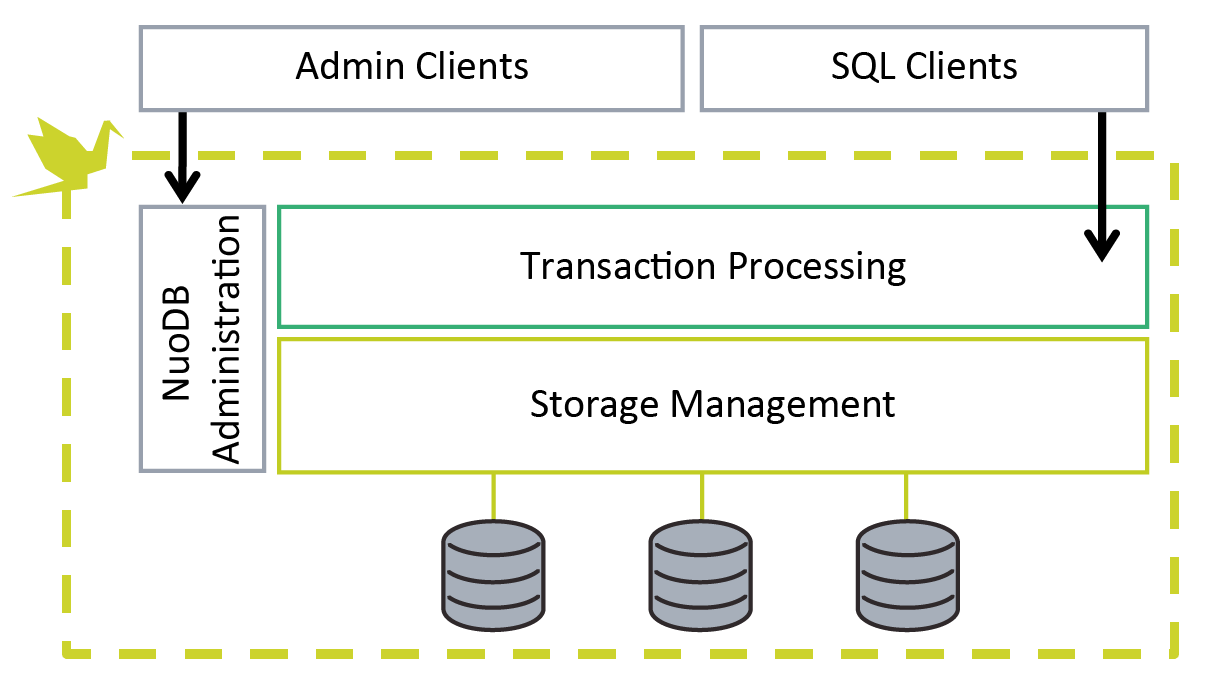 Admin Clients
SQL Clients
NuoDB
Administration
Transaction Processing
Storage Management